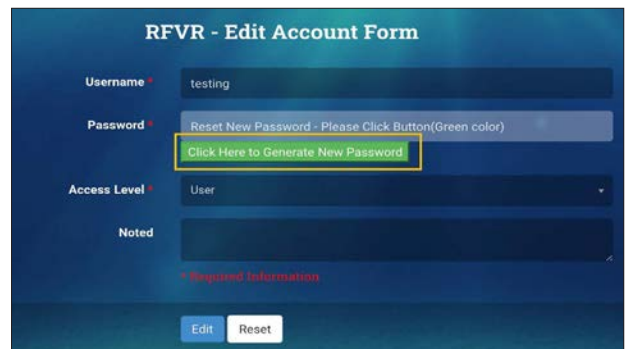 RFVR - Edit Account Form
Username *
testing
Password *
Reset New Password - Please Click Button(Green color)
Click Here to Generate New Password
Access Level *
User
Noted
* Required Information
Edit Reset